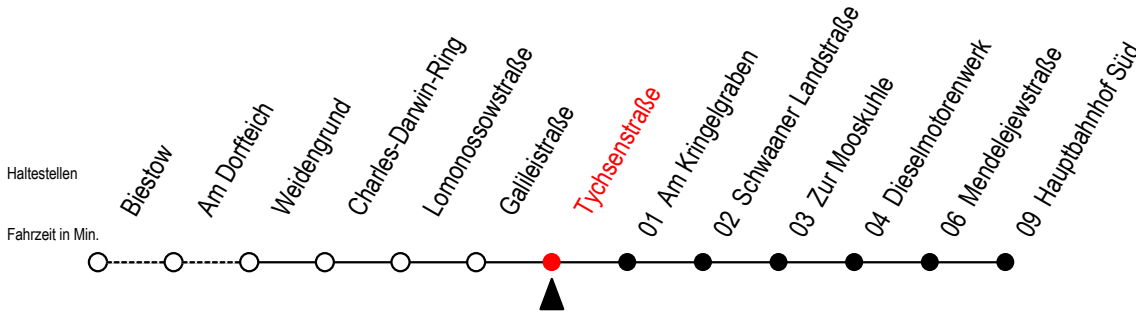 Haltestellen
Fahrzeit in Min.
Biestow
Am Dorfteich
Weidengrund
Charles-Darwin-Ring
Lomonossowstraße
Galileistraße
Tychsenstraße
01 Am Kringelgraben
02 Schwaaner Landstraße
03 Zur Mooskuhle
04 Dieselmotorenwerk
06 Mendelejewstraße
09 Hauptbahnhof Süd